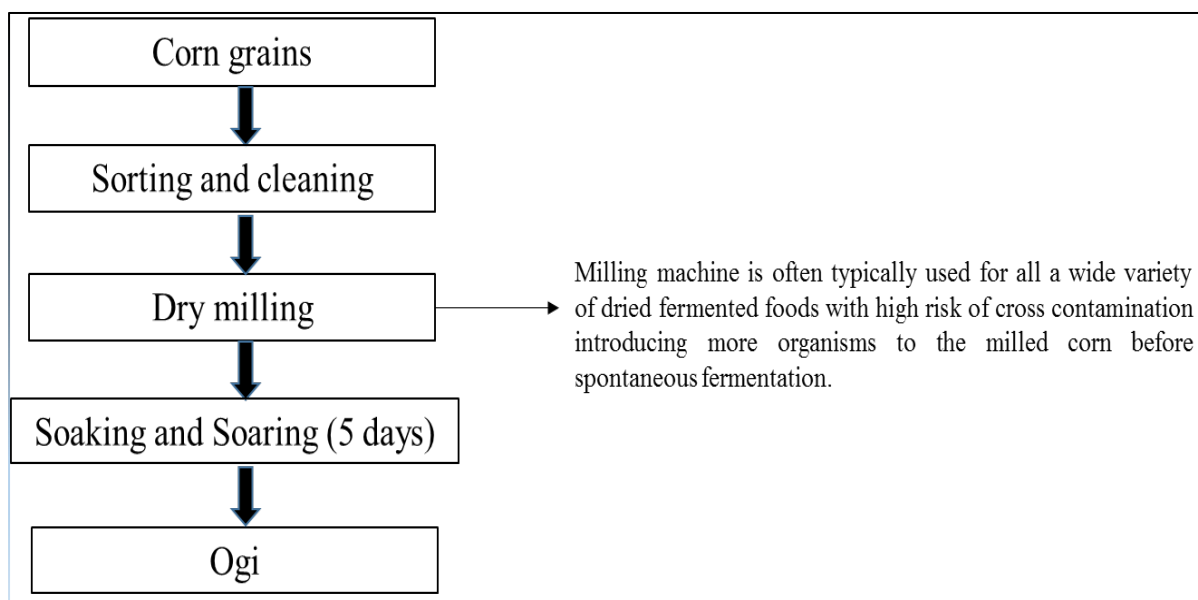 Corn grains
Sorting and cleaning
Dry milling
Milling machine is often typically used for all a wide variety
of dried fermented foods with high risk of cross contamination
introducing more organisms to the milled corn before
spontaneous fermentation.
Soaking and Soaring (5 days)
Ogi